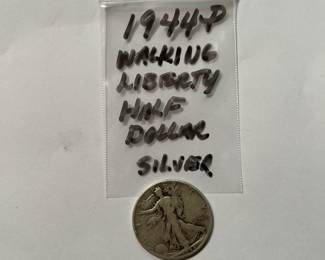 1944-P
WALKING
LIBERTY
HALF
DOLLAR
SILVER